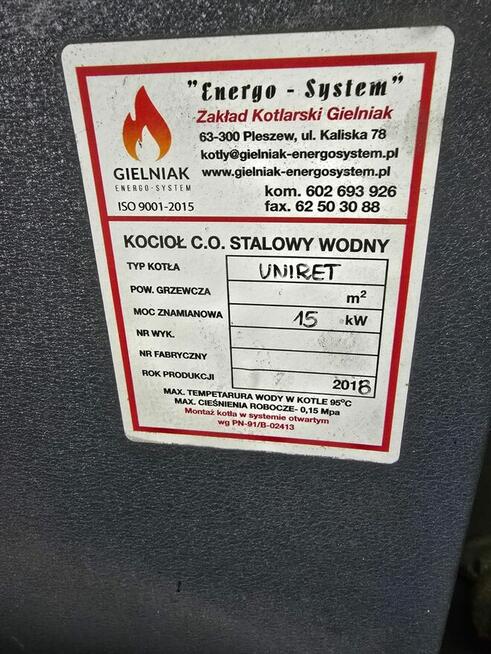 "Energo - System"
Zakład Kotlarski Gielniak
63-300 Pleszew, ul. Kaliska 78
kotly@gielniak-energosystem.pl
www.gielniak-energosystem.pl
kom. 602 693 926
fax. 62 50 30 88
GIELNIAK
ENERGO-SYSTEM
ISO 9001-2015
KOCIOŁ C.O. STALOWY WODNY
TYP KOTŁA UNIRET
POW. GRZEWCZA m²
MOC ZNAMIONOWA 15 kW
NR WYK.
NR FABRYCZNY
ROK PRODUKCJI 2018
MAX. TEMPETARURA WODY W KOTLE 95°C
MAX. CIEŚNIENIA ROBOCZE- 0,15 Mpa
Montaż kotła w systemie otwartym
wg PN-91/B-02413